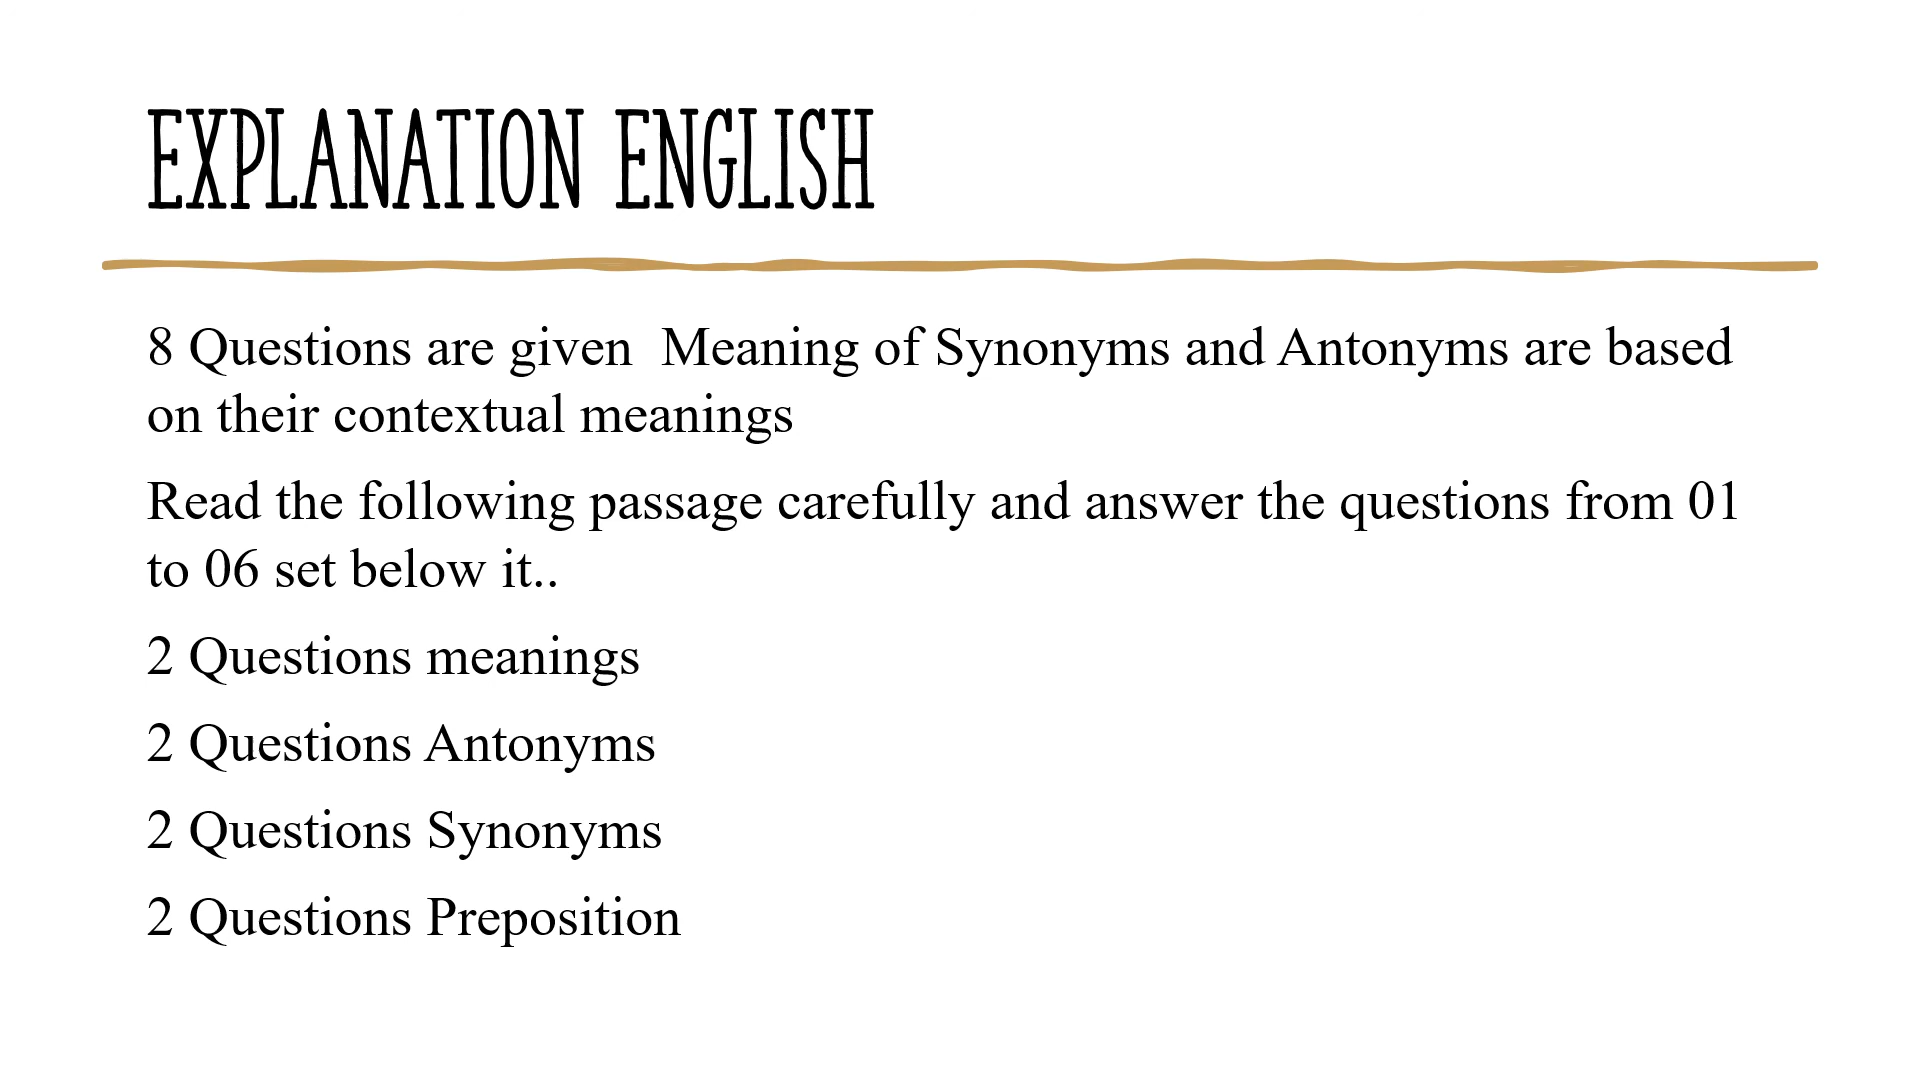 EXPLANATION ENGLISH
8 Questions are given  Meaning of Synonyms and Antonyms are based
on their contextual meanings
Read the following passage carefully and answer the questions from 01
to 06 set below it..
2 Questions meanings
2 Questions Antonyms
2 Questions Synonyms
2 Questions Preposition